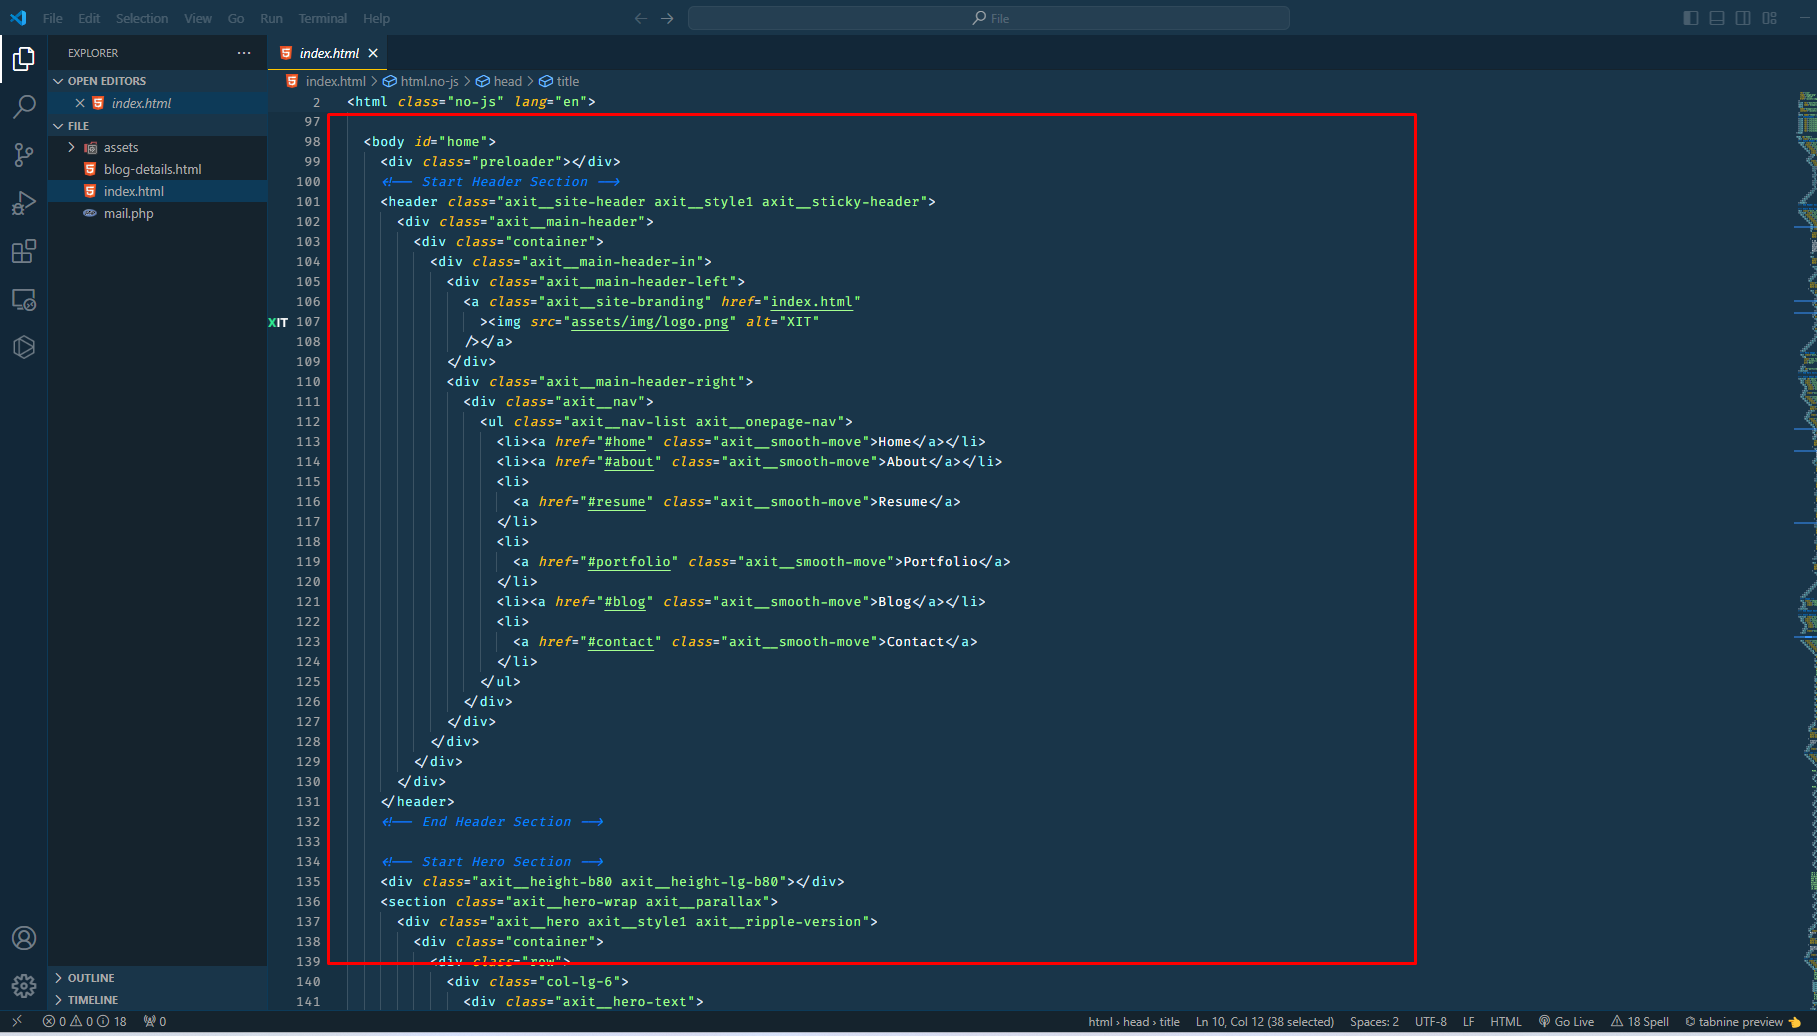 File Edit Selection View Go Run Terminal Help
File
EXPLORER
index.html
OPEN EDITORS
index.html > html.no-js > head > title
index.html
FILE
assets
blog-details.html
index.html
mail.php
2 <html class="no-js" lang="en">
97
98 <body id="home">
99 <div class="preloader"></div>
100 <!-- Start Header Section -->
101 <header class="axit__site-header axit__style1 axit__sticky-header">
102 <div class="axit__main-header">
103 <div class="container">
104 <div class="axit__main-header-in">
105 <div class="axit__main-header-left">
106 <a class="axit__site-branding" href="index.html"
XIT 107 ><img src="assets/img/logo.png" alt="XIT"
108 /></a>
109 </div>
110 <div class="axit__main-header-right">
111 <div class="axit__nav">
112 <ul class="axit__nav-list axit__onepage-nav">
113 <li><a href="#home" class="axit__smooth-move">Home</a></li>
114 <li><a href="#about" class="axit__smooth-move">About</a></li>
115 <li>
116 <a href="#resume" class="axit__smooth-move">Resume</a>
117 </li>
118 <li>
119 <a href="#portfolio" class="axit__smooth-move">Portfolio</a>
120 </li>
121 <li><a href="#blog" class="axit__smooth-move">Blog</a></li>
122 <li>
123 <a href="#contact" class="axit__smooth-move">Contact</a>
124 </li>
125 </ul>
126 </div>
127 </div>
128 </div>
129 </div>
130 </div>
131 </header>
132 <!-- End Header Section -->
133
134 <!-- Start Hero Section -->
135 <div class="axit__height-b80 axit__height-lg-b80"></div>
136 <section class="axit__hero-wrap axit__parallax">
137 <div class="axit__hero axit__style1 axit__ripple-version">
138 <div class="container">
139 <div class="row">
140 <div class="col-lg-6">
141 <div class="axit__hero-text">
OUTLINE
TIMELINE
0 0 18 0
html > head > title Ln 10, Col 12 (38 selected) Spaces: 2 UTF-8 LF HTML Go Live 18 Spell tabnine preview